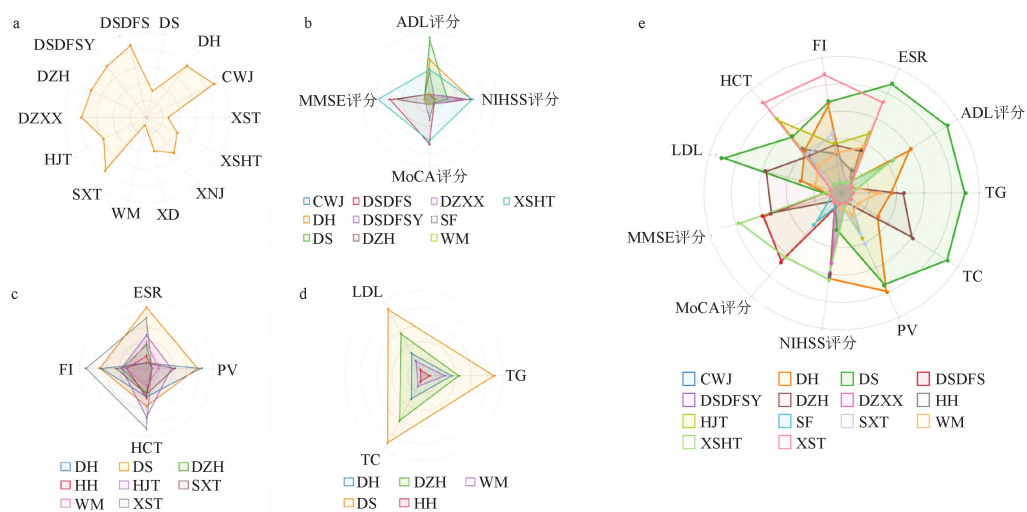 a
DSDFS
DS
DSDFSY
DH
DZH
CWJ
DZXX
XST
HJT
XSHT
SXT
XNJ
WM
XD
b
ADL评分
MMSE评分
NIHSS评分
MoCA评分
CWJ DSDFS DZXX XSHT
DH DSDFSY SF
DS DZH WM
c
ESR
FI
PV
HCT
DH DS DZH
HH HJT SXT
WM XST
d
LDL
TG
TC
DH DZH WM
DS HH
e
FI
ESR
HCT
ADL评分
LDL
TG
MMSE评分
TC
MoCA评分
PV
NIHSS评分
CWJ DH DS DSDFS
DSDFSY DZH DZXX HH
HJT SF SXT WM
XSHT XST